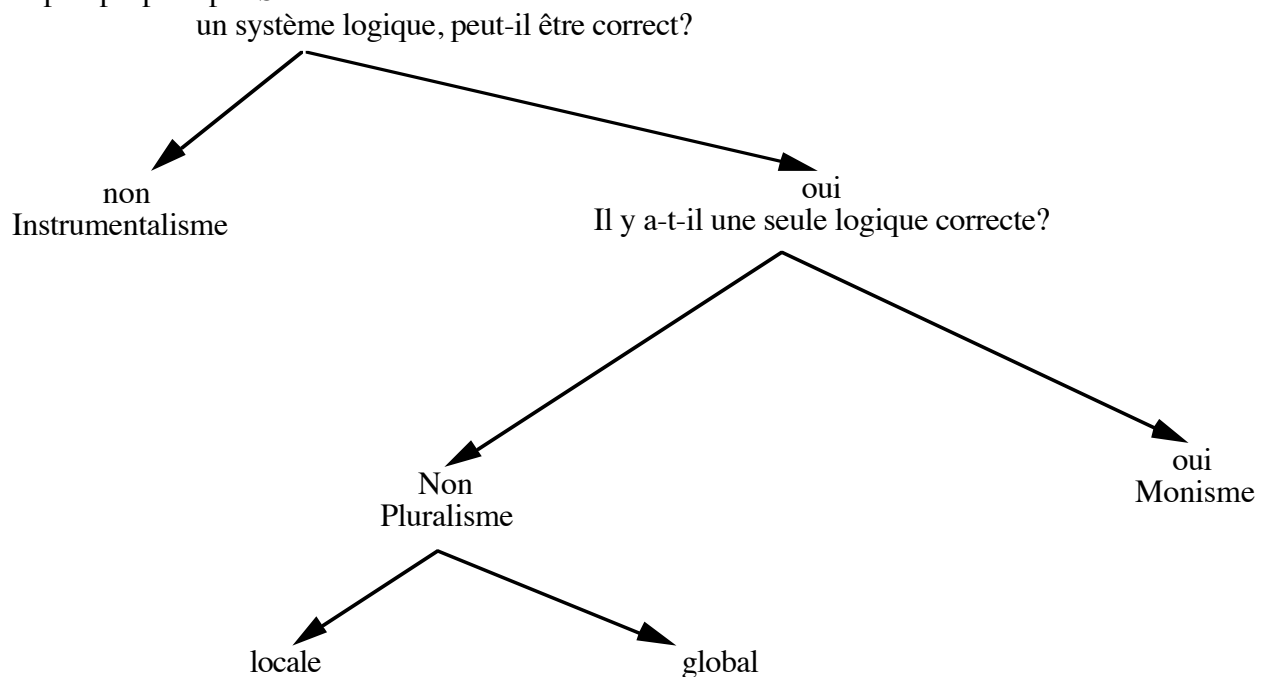 un système logique, peut-il être correct?
non
Instrumentalisme
oui
Il y a-t-il une seule logique correcte?
Non
Pluralisme
oui
Monisme
locale
global